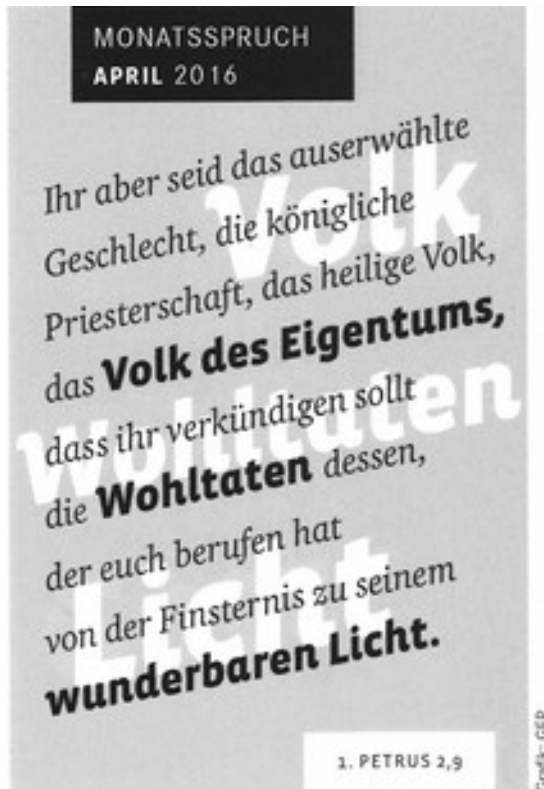 MONATSSPRUCH
APRIL 2016
Volk
Wohltaten
Licht
Ihr aber seid das auserwählte
Geschlecht, die königliche
Priesterschaft, das heilige Volk,
das Volk des Eigentums,
dass ihr verkündigen sollt
die Wohltaten dessen,
der euch berufen hat
von der Finsternis zu seinem
wunderbaren Licht.
1. PETRUS 2,9
Grafik: GEP